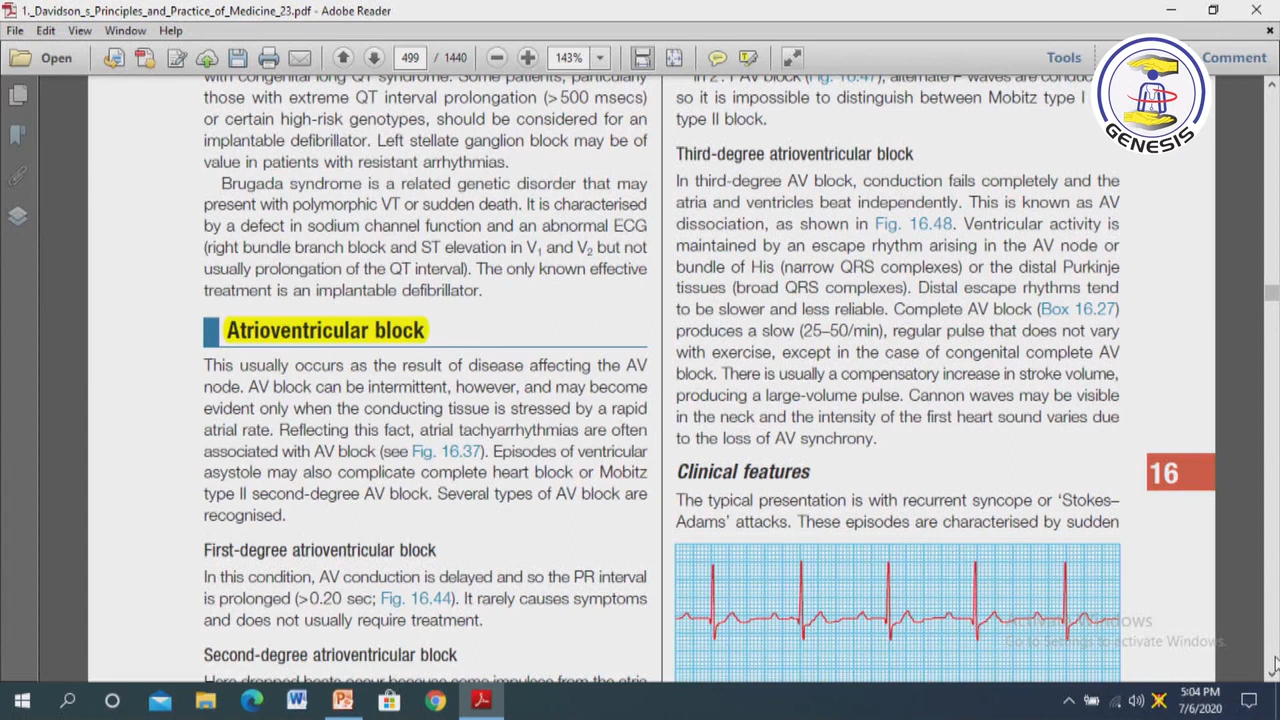 1._Davidson_s_Principles_and_Practice_of_Medicine_23.pdf - Adobe Reader
File Edit View Window Help
Open 499 / 1440 143% Tools Comment
GENESIS
those with extreme QT interval prolongation (> 500 msecs)
or certain high-risk genotypes, should be considered for an
implantable defibrillator. Left stellate ganglion block may be of
value in patients with resistant arrhythmias.
Brugada syndrome is a related genetic disorder that may
present with polymorphic VT or sudden death. It is characterised
by a defect in sodium channel function and an abnormal ECG
(right bundle branch block and ST elevation in V1 and V2 but not
usually prolongation of the QT interval). The only known effective
treatment is an implantable defibrillator.
Atrioventricular block
This usually occurs as the result of disease affecting the AV
node. AV block can be intermittent, however, and may become
evident only when the conducting tissue is stressed by a rapid
atrial rate. Reflecting this fact, atrial tachyarrhythmias are often
associated with AV block (see Fig. 16.37). Episodes of ventricular
asystole may also complicate complete heart block or Mobitz
type II second-degree AV block. Several types of AV block are
recognised.
First-degree atrioventricular block
In this condition, AV conduction is delayed and so the PR interval
is prolonged (> 0.20 sec; Fig. 16.44). It rarely causes symptoms
and does not usually require treatment.
Second-degree atrioventricular block
so it is impossible to distinguish between Mobitz type I
type II block.
Third-degree atrioventricular block
In third-degree AV block, conduction fails completely and the
atria and ventricles beat independently. This is known as AV
dissociation, as shown in Fig. 16.48. Ventricular activity is
maintained by an escape rhythm arising in the AV node or
bundle of His (narrow QRS complexes) or the distal Purkinje
tissues (broad QRS complexes). Distal escape rhythms tend
to be slower and less reliable. Complete AV block (Box 16.27)
produces a slow (25–50/min), regular pulse that does not vary
with exercise, except in the case of congenital complete AV
block. There is usually a compensatory increase in stroke volume,
producing a large-volume pulse. Cannon waves may be visible
in the neck and the intensity of the first heart sound varies due
to the loss of AV synchrony.
16
Clinical features
The typical presentation is with recurrent syncope or ‘Stokes–
Adams’ attacks. These episodes are characterised by sudden
Activate Windows
Go to Settings to activate Windows.
5:04 PM
7/6/2020